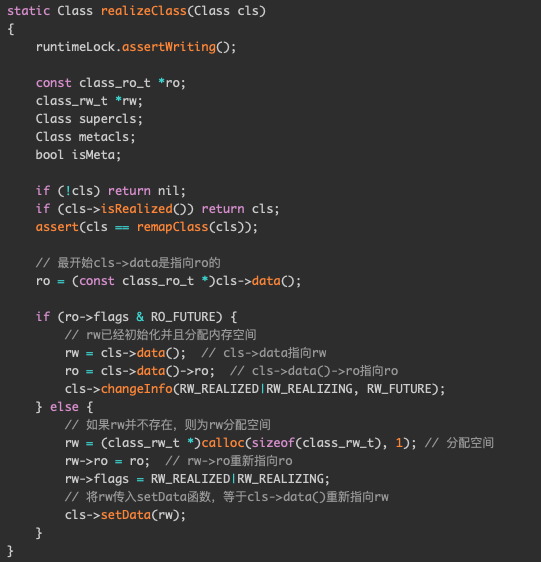 static Class realizeClass(Class cls)
{
    runtimeLock.assertWriting();

    const class_ro_t *ro;
    class_rw_t *rw;
    Class supercls;
    Class metacls;
    bool isMeta;

    if (!cls) return nil;
    if (cls->isRealized()) return cls;
    assert(cls == remapClass(cls));

    // 最开始cls->data是指向ro的
    ro = (const class_ro_t *)cls->data();

    if (ro->flags & RO_FUTURE) {
        // rw已经初始化并且分配内存空间
        rw = cls->data();  // cls->data指向rw
        ro = cls->data()->ro;  // cls->data()->ro指向ro
        cls->changeInfo(RW_REALIZED|RW_REALIZING, RW_FUTURE);
    } else {
        // 如果rw并不存在，则为rw分配空间
        rw = (class_rw_t *)calloc(sizeof(class_rw_t), 1); // 分配空间
        rw->ro = ro;  // rw->ro重新指向ro
        rw->flags = RW_REALIZED|RW_REALIZING;
        // 将rw传入setData函数，等于cls->data()重新指向rw
        cls->setData(rw);
    }
}